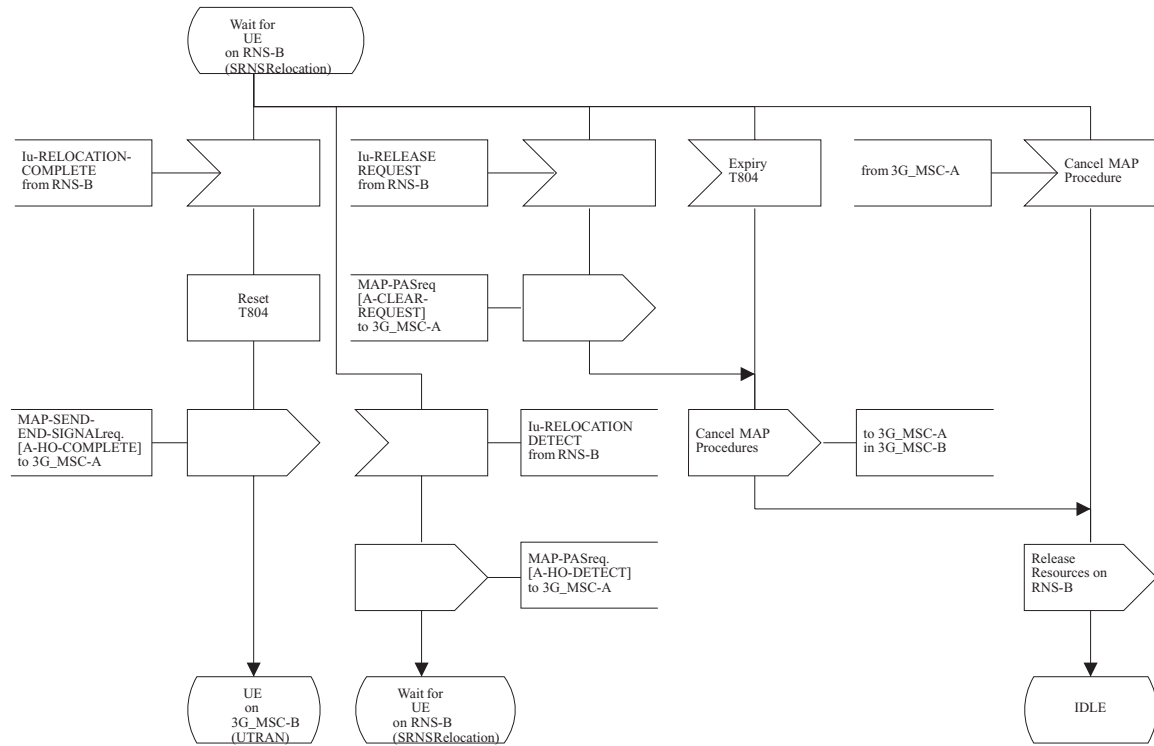 Wait for
UE
on RNS-B
(SRNSRelocation)
Iu-RELOCATION-
COMPLETE
from RNS-B
Iu-RELEASE
REQUEST
from RNS-B
Expiry
T804
from 3G_MSC-A
Cancel MAP
Procedure
Reset
T804
MAP-PASreq
[A-CLEAR-
REQUEST]
to 3G_MSC-A
MAP-SEND-
END-SIGNALreq.
[A-HO-COMPLETE]
to 3G_MSC-A
Iu-RELOCATION
DETECT
from RNS-B
Cancel MAP
Procedures
to 3G_MSC-A
in 3G_MSC-B
MAP-PASreq.
[A-HO-DETECT]
to 3G_MSC-A
Release
Resources on
RNS-B
UE
on
3G_MSC-B
(UTRAN)
Wait for
UE
on RNS-B
(SRNSRelocation)
IDLE